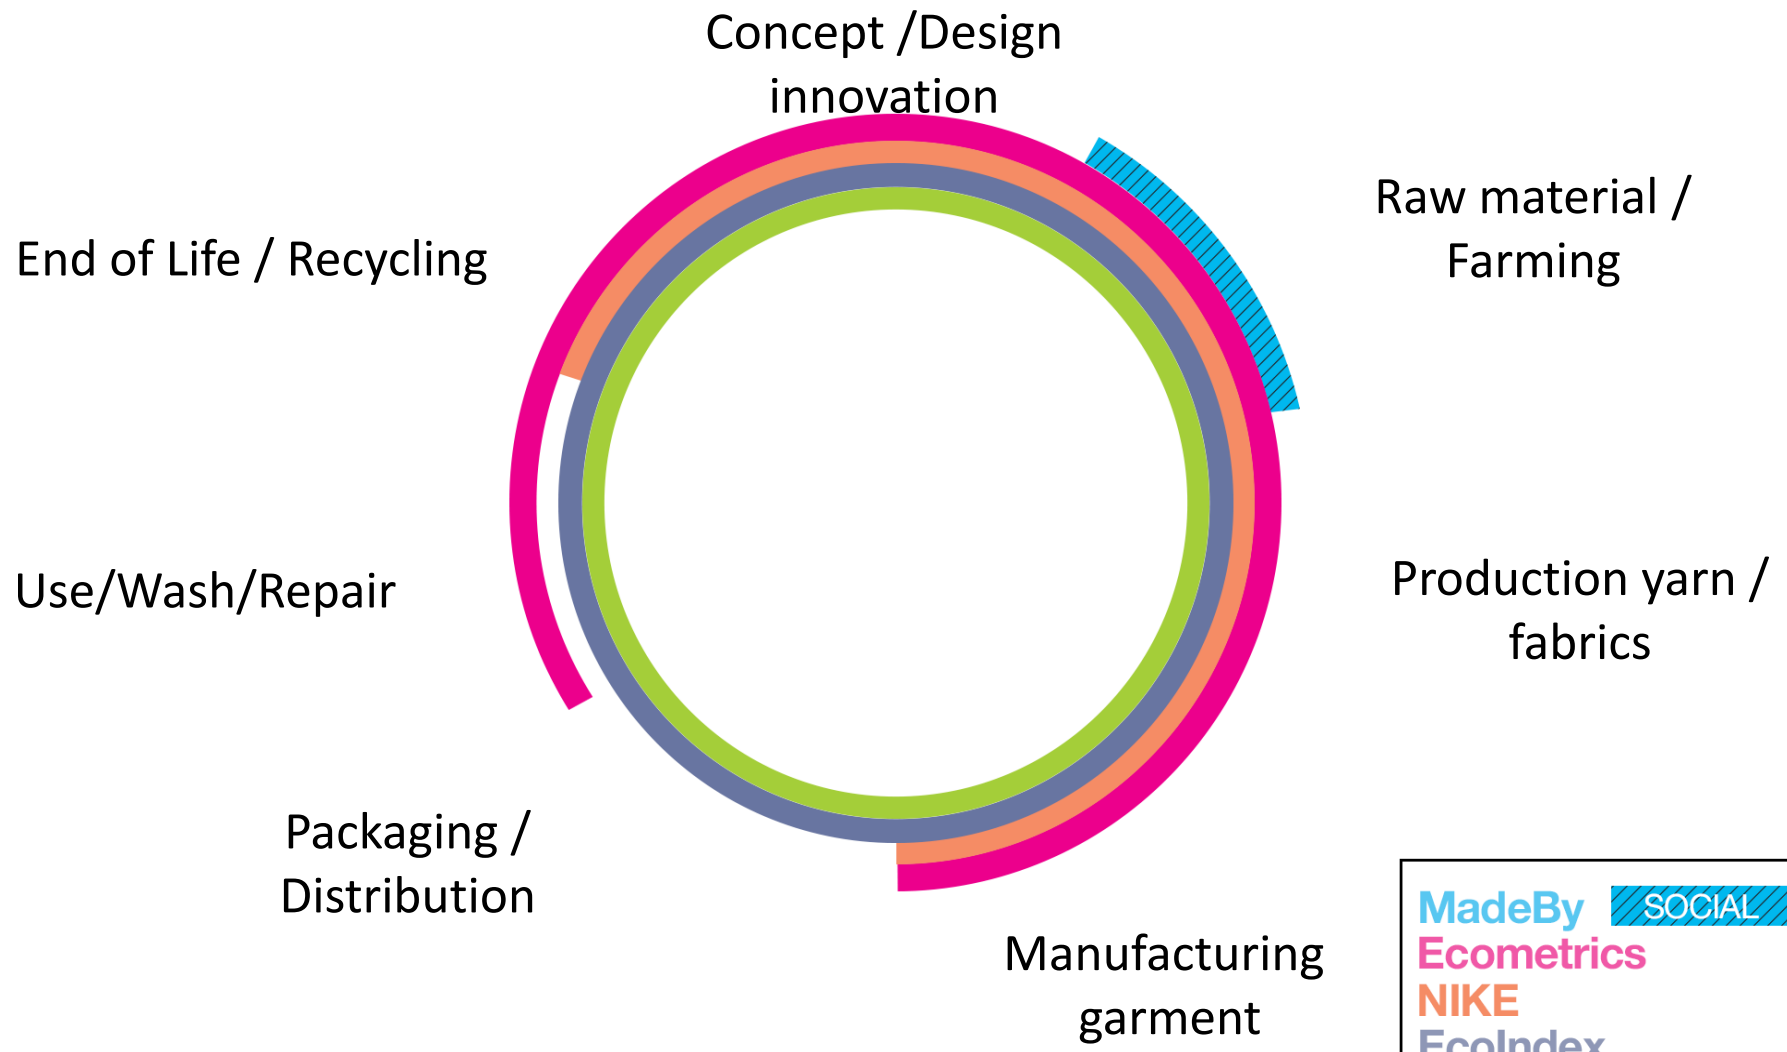 Concept /Design
innovation
Raw material /
Farming
End of Life / Recycling
Production yarn /
fabrics
Use/Wash/Repair
Packaging /
Distribution
Manufacturing
garment
MadeBy SOCIAL
Ecometrics
NIKE
EcoIndex